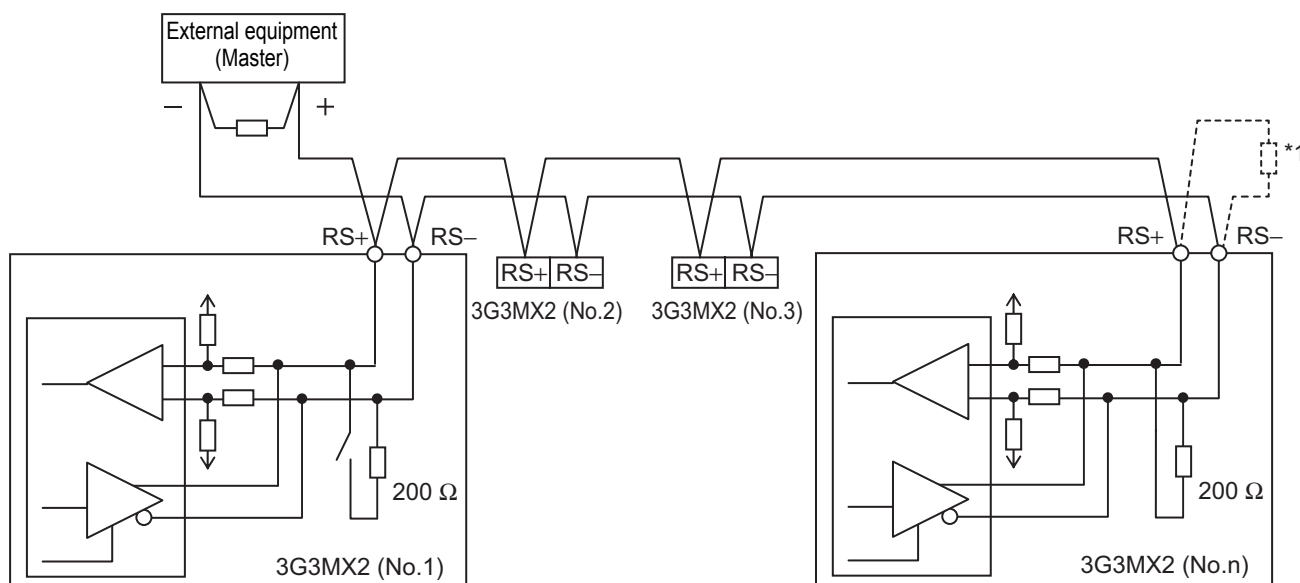 External equipment
(Master)
− +
*1
RS+ RS−
RS+ RS−
RS+ RS−
RS+ RS−
3G3MX2 (No.2) 3G3MX2 (No.3)
200 Ω
200 Ω
3G3MX2 (No.1)
3G3MX2 (No.n)